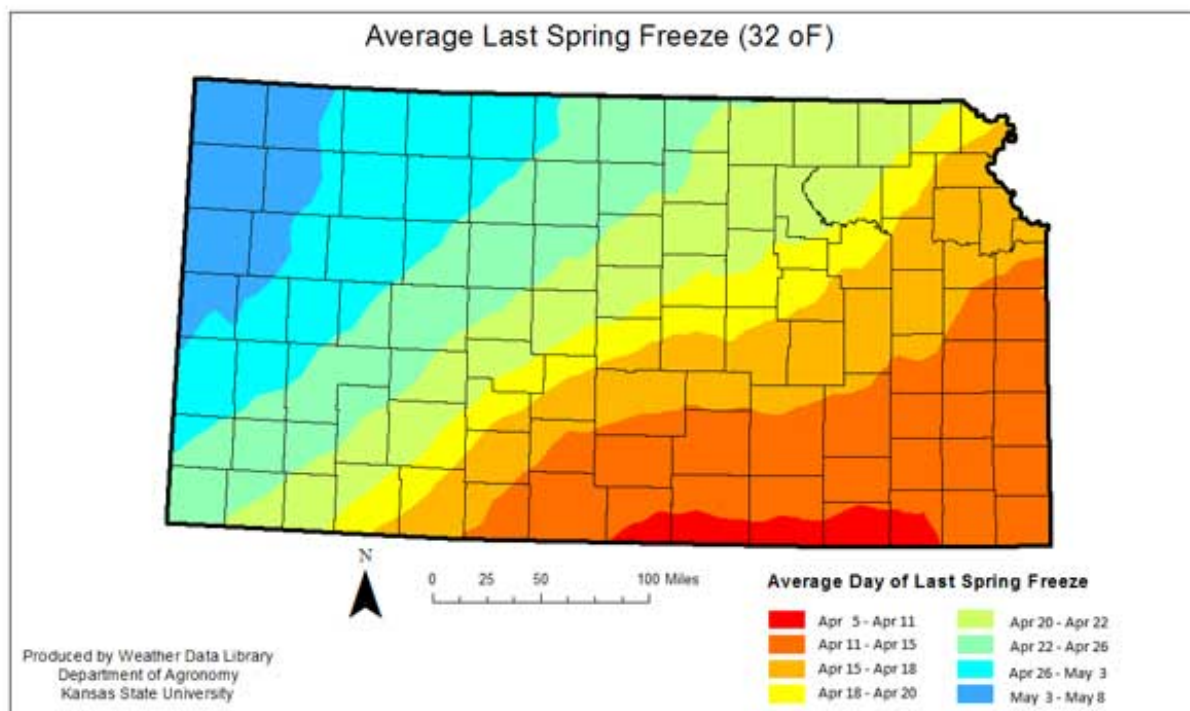 Average Last Spring Freeze (32 oF)
N
0 25 50 100 Miles
Average Day of Last Spring Freeze
Apr 5 - Apr 11
Apr 11 - Apr 15
Apr 15 - Apr 18
Apr 18 - Apr 20
Apr 20 - Apr 22
Apr 22 - Apr 26
Apr 26 - May 3
May 3 - May 8
Produced by Weather Data Library
Department of Agronomy
Kansas State University